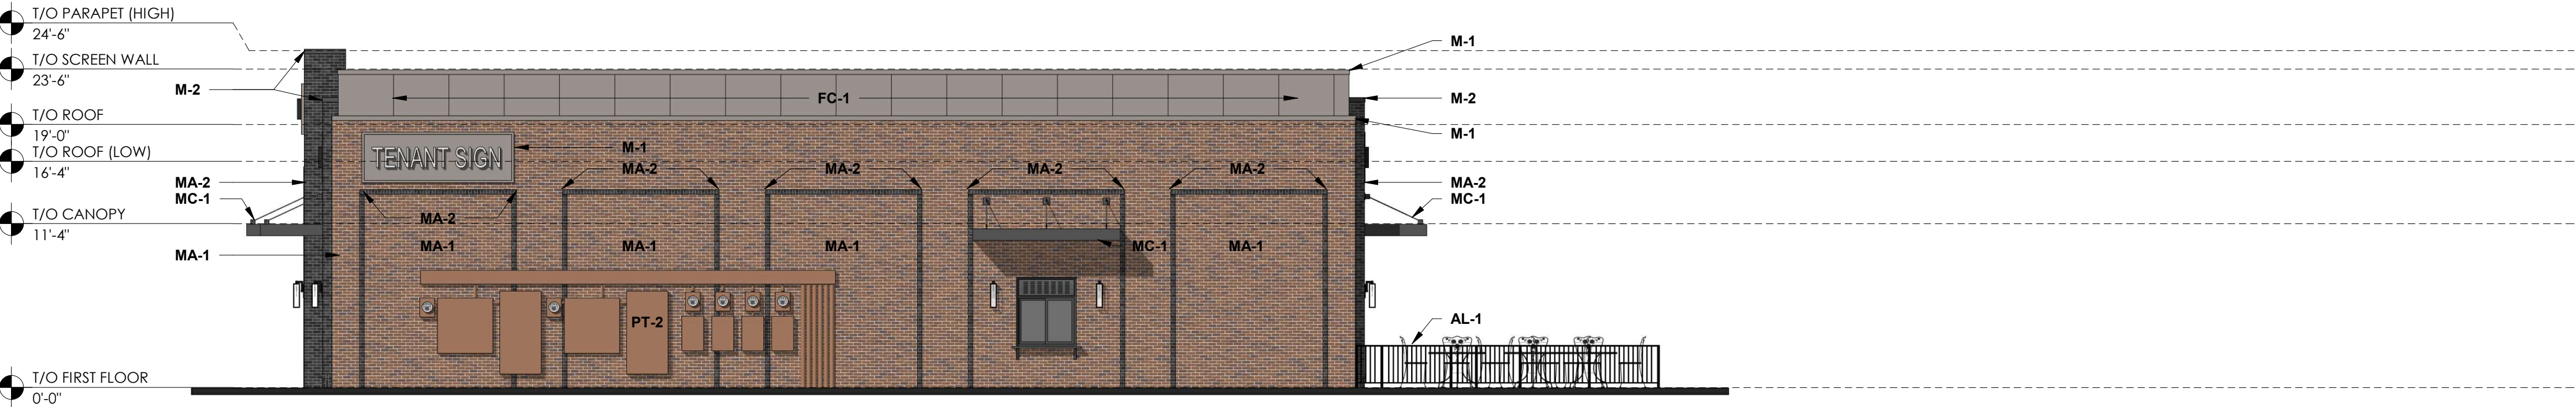 T/O PARAPET (HIGH)
24'-6"
T/O SCREEN WALL
23'-6"
M-2
T/O ROOF
19'-0"
T/O ROOF (LOW)
16'-4"
MA-2
MC-1
T/O CANOPY
11'-4"
MA-1
T/O FIRST FLOOR
0'-0"
FC-1
TENANT SIGN
M-1
MA-2
MA-2
MA-2
MA-2
MA-2
MA-1
MA-1
MA-1
MC-1
MA-1
PT-2
M-1
M-2
M-1
MA-2
MC-1
AL-1